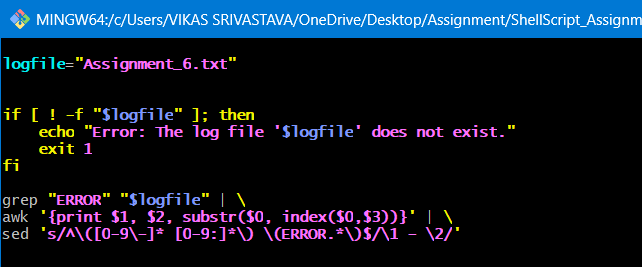 MINGW64:/c/Users/VIKAS SRIVASTAVA/OneDrive/Desktop/Assignment/ShellScript_Assignm
logfile="Assignment_6.txt"
if [ ! -f "$logfile" ]; then
    echo "Error: The log file '$logfile' does not exist."
    exit 1
fi
grep "ERROR" "$logfile" | \
awk '{print $1, $2, substr($0, index($0,$3))}' | \
sed 's/^\([0-9\-]* [0-9:]*\) \(ERROR.*\)$/\1 - \2/'